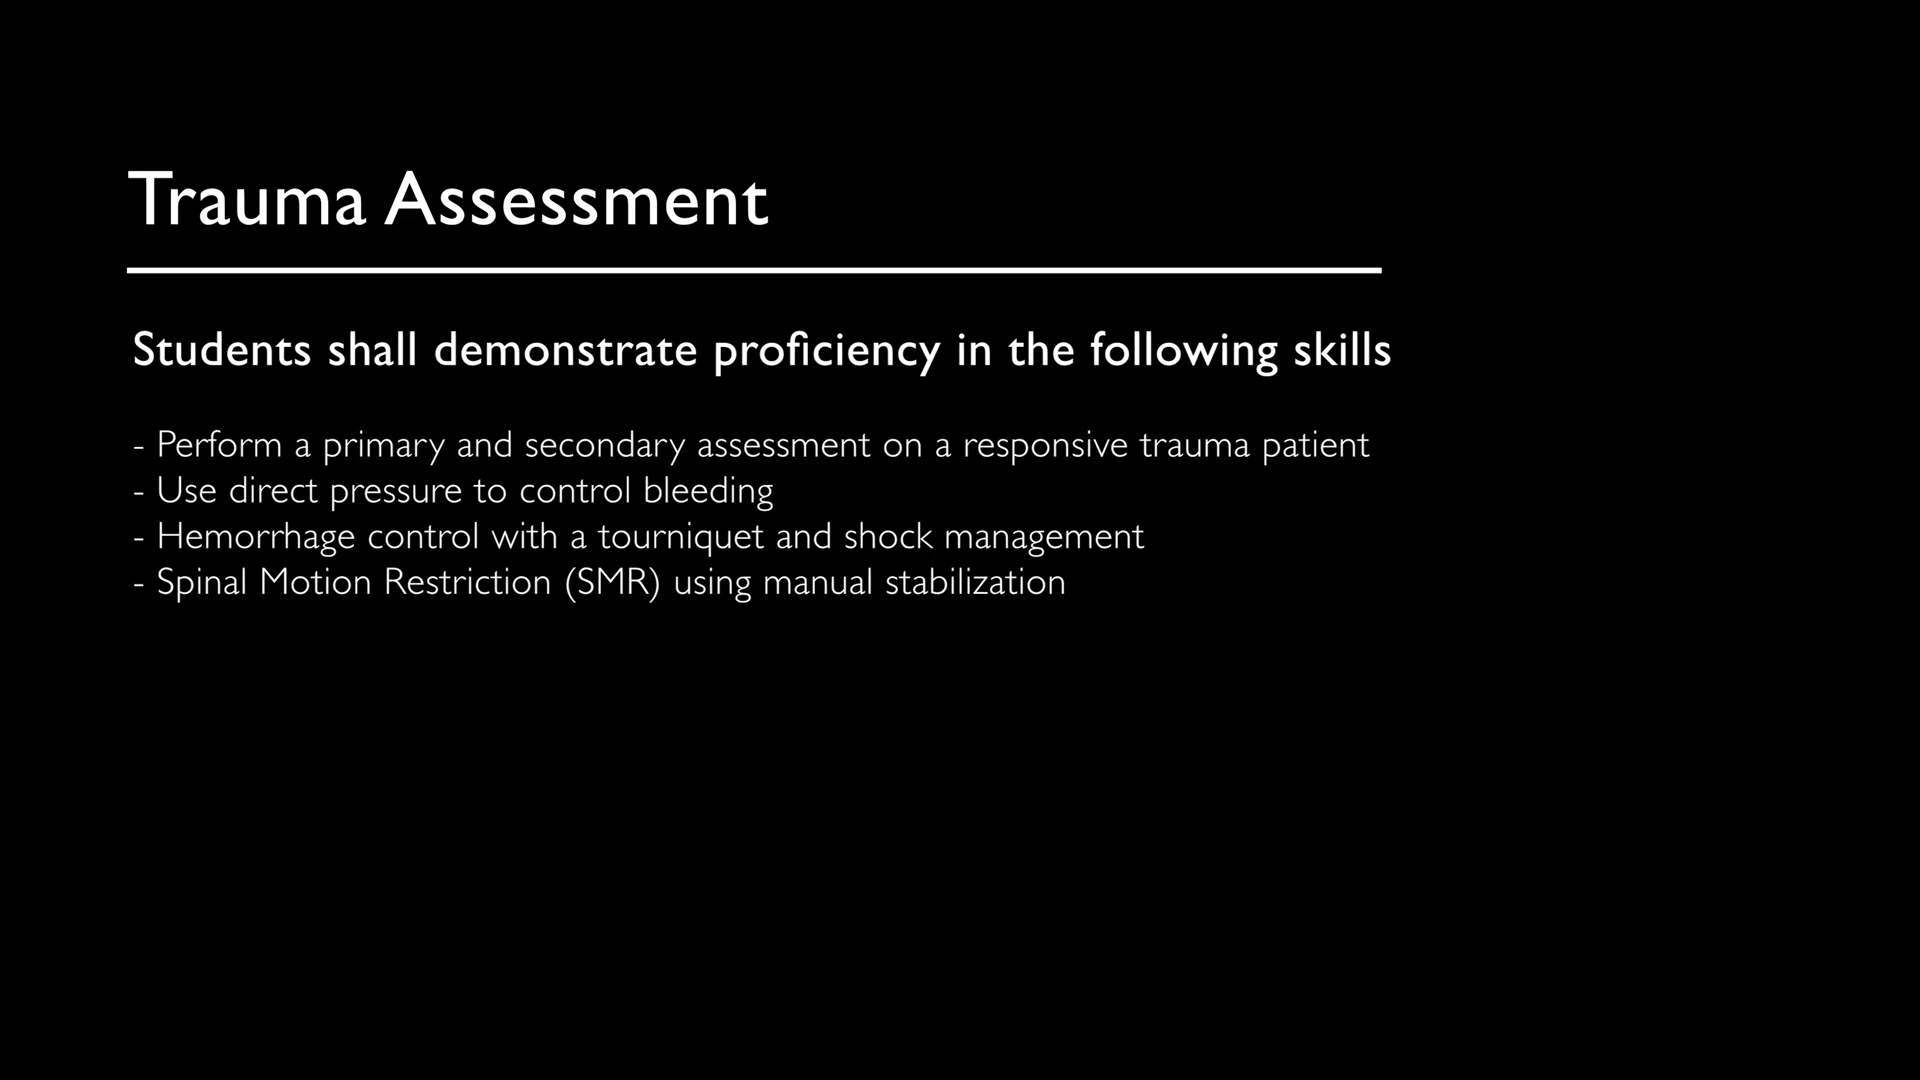 Trauma Assessment
Students shall demonstrate proficiency in the following skills
- Perform a primary and secondary assessment on a responsive trauma patient
- Use direct pressure to control bleeding
- Hemorrhage control with a tourniquet and shock management
- Spinal Motion Restriction (SMR) using manual stabilization